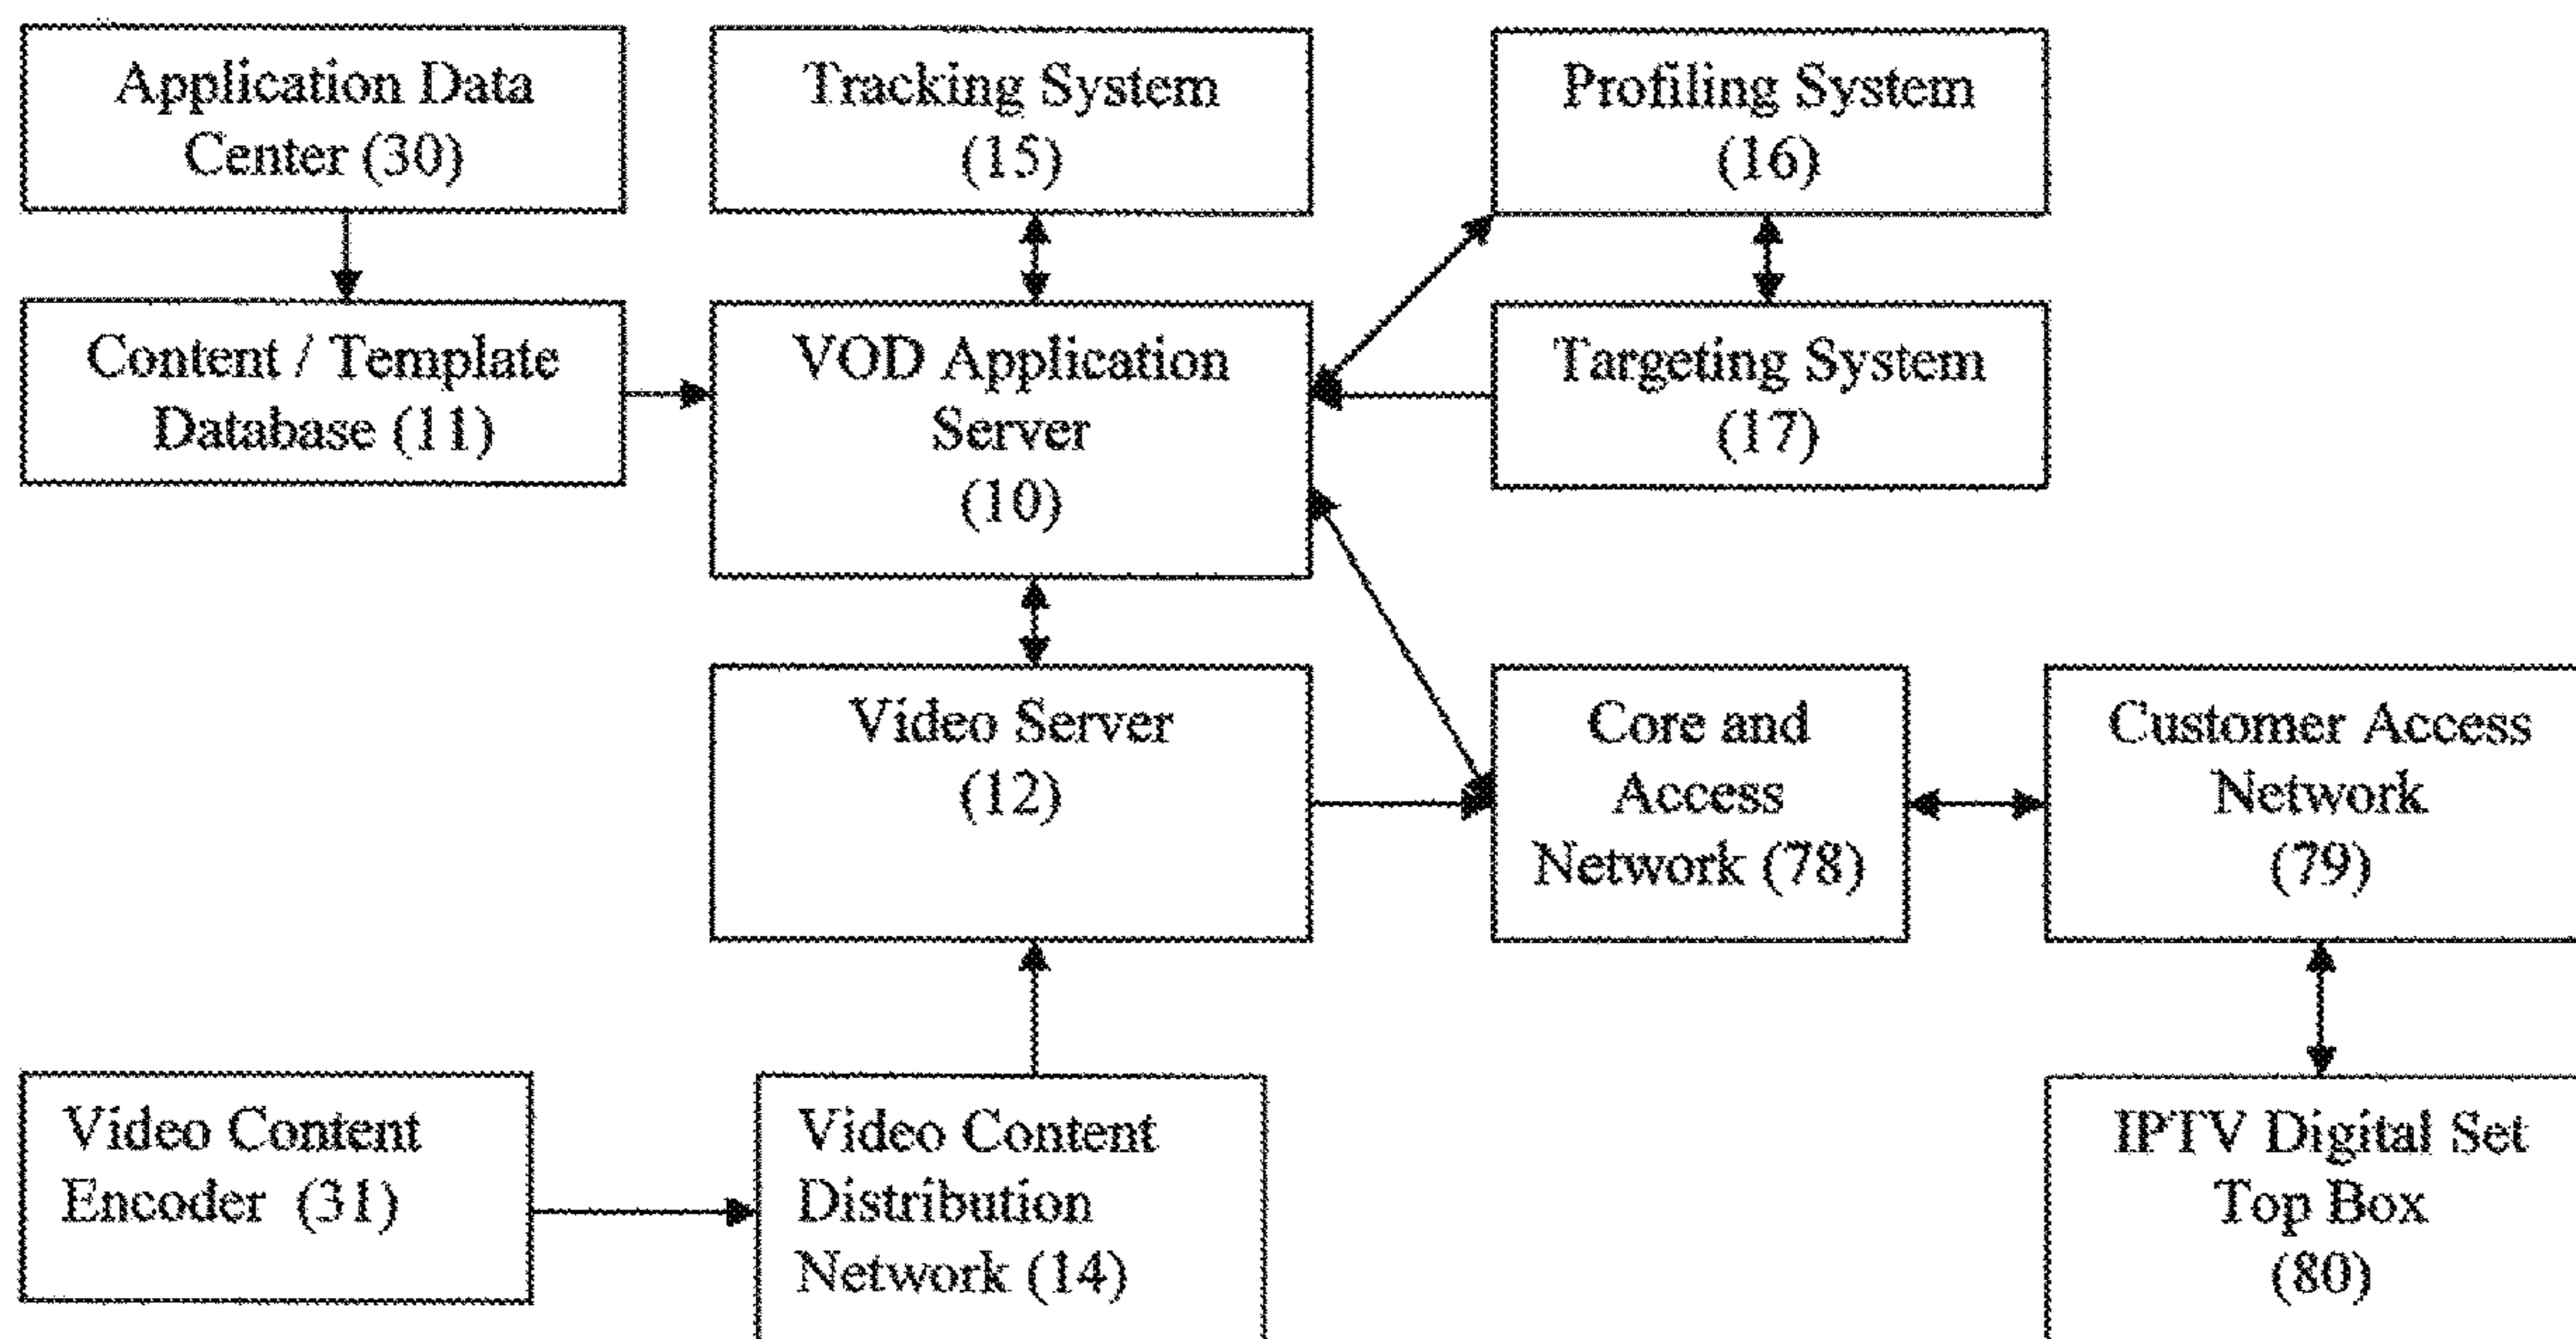 Application Data
Center (30)
Tracking System
(15)
Profiling System
(16)
Content / Template
Database (11)
VOD Application
Server
(10)
Targeting System
(17)
Video Server
(12)
Core and
Access
Network (78)
Customer Access
Network
(79)
Video Content
Encoder (31)
Video Content
Distribution
Network (14)
IPTV Digital Set
Top Box
(80)